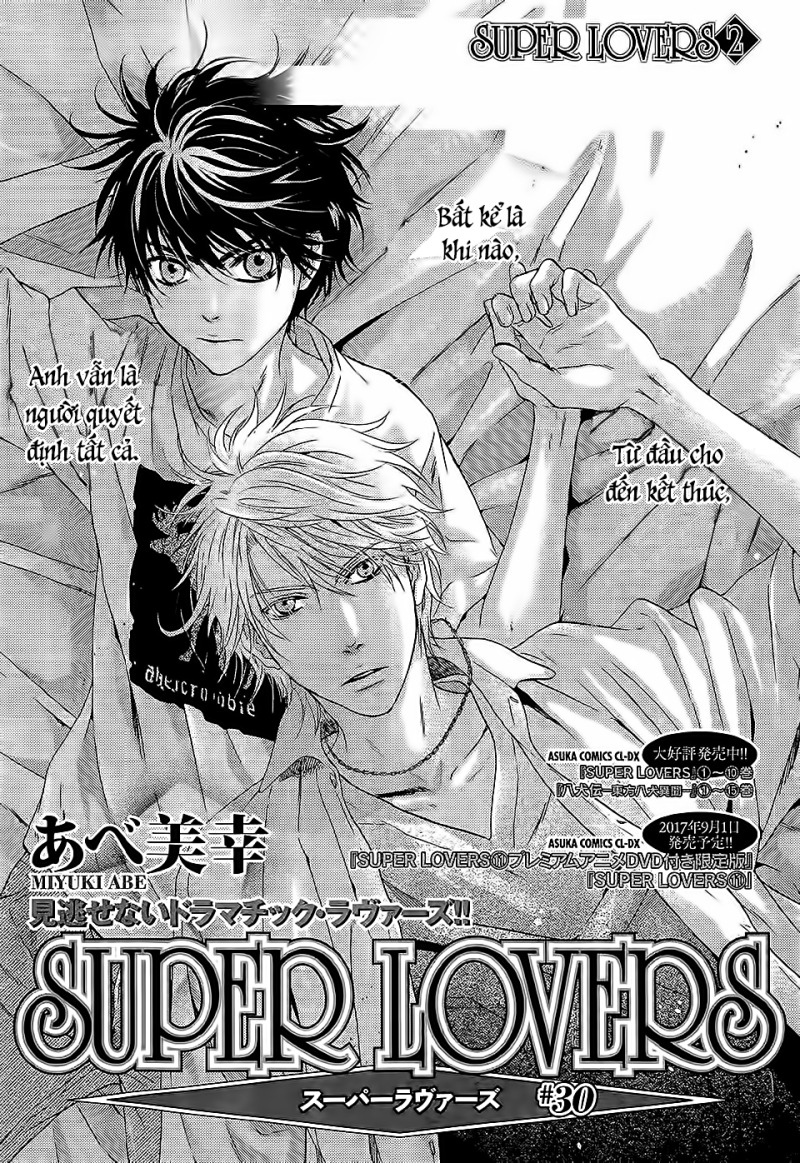 SUPER LOVERS 2
Bất kể là
khi nào,
Anh vẫn là
người quyết
định tất cả.
Từ đầu cho
đến kết thúc,
abercrombie
ASUKA COMICS CL-DX 大好評発売中!!
『SUPER LOVERS』①～⑩巻
『八犬伝―東方八犬異聞―』①～⑮巻
ASUKA COMICS CL-DX 2017年9月1日
発売予定!!
『SUPER LOVERS⑪プレミアムアニメDVD付き限定版』
『SUPER LOVERS⑪』
あべ美幸
MIYUKI ABE
見逃せないドラマチック・ラヴァーズ!!
SUPER LOVERS
スーパーラヴァーズ #30